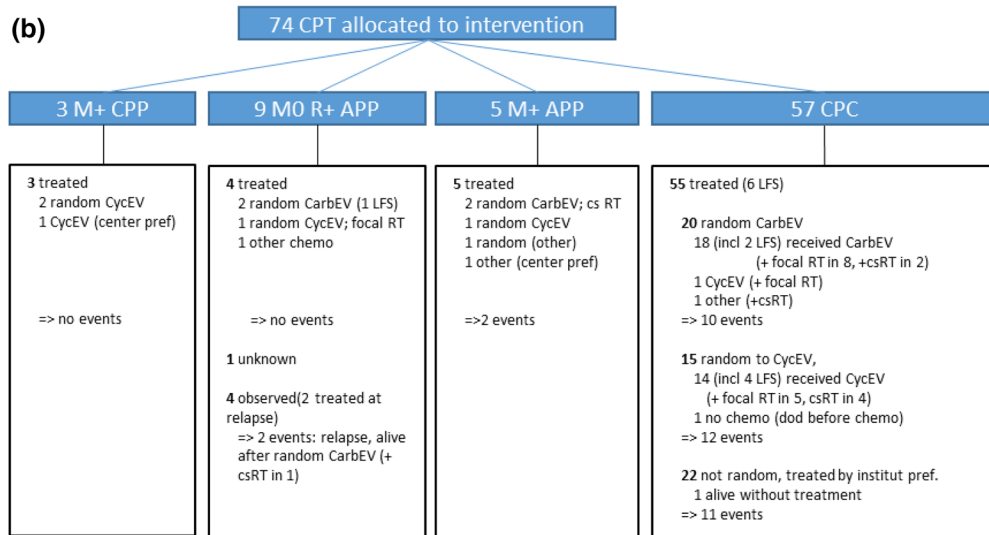 (b)
74 CPT allocated to intervention
3 M+ CPP
9 M0 R+ APP
5 M+ APP
57 CPC
3 treated
2 random CycEV
1 CycEV (center pref)
=> no events
4 treated
2 random CarbEV (1 LFS)
1 random CycEV; focal RT
1 other chemo
=> no events
1 unknown
4 observed(2 treated at
relapse)
=> 2 events: relapse, alive
after random CarbEV (+
csRT in 1)
5 treated
2 random CarbEV; cs RT
1 random CycEV
1 random (other)
1 other (center pref)
=>2 events
55 treated (6 LFS)
20 random CarbEV
18 (incl 2 LFS) received CarbEV
(+ focal RT in 8, +csRT in 2)
1 CycEV (+ focal RT)
1 other (+csRT)
=> 10 events
15 random to CycEV,
14 (incl 4 LFS) received CycEV
(+ focal RT in 5, csRT in 4)
1 no chemo (dod before chemo)
=> 12 events
22 not random, treated by institut pref.
1 alive without treatment
=> 11 events